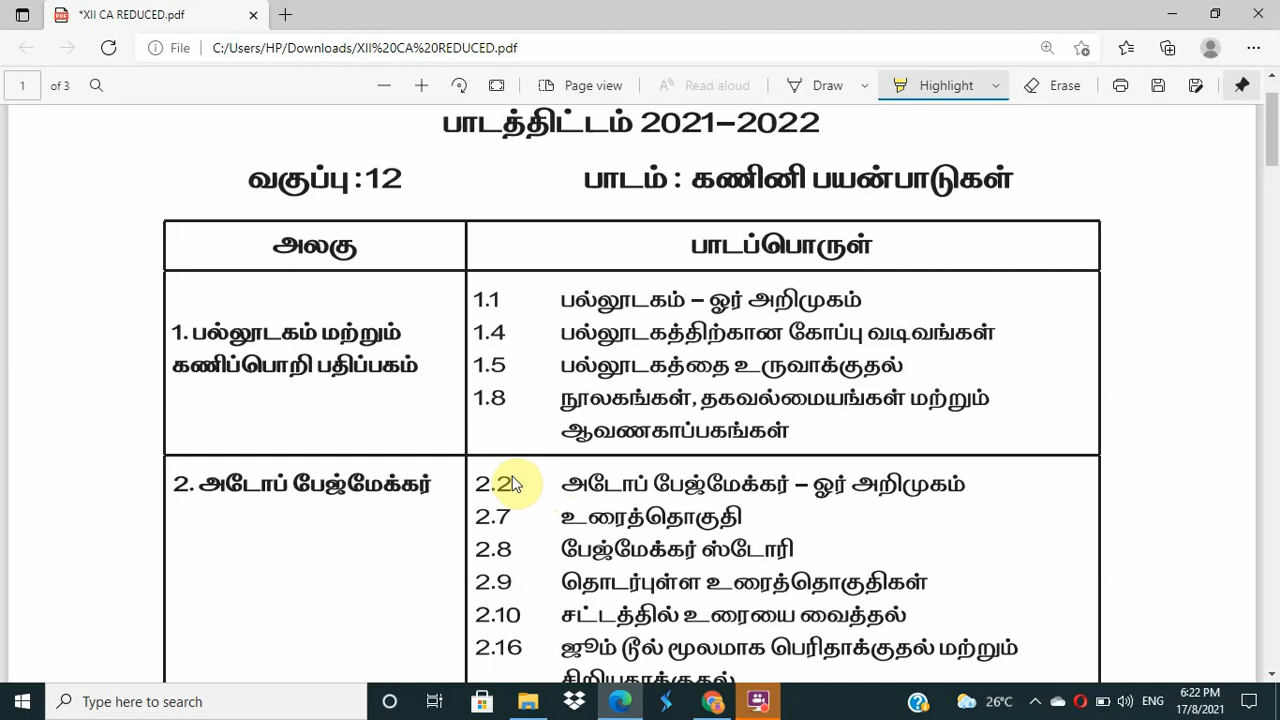 *XII CA REDUCED.pdf
File C:/Users/HP/Downloads/XII%20CA%20REDUCED.pdf
1 of 3 Page view Read aloud Draw Highlight Erase
பாடத்திட்டம் 2021–2022
வகுப்பு :12 பாடம் : கணினி பயன்பாடுகள்
அலகு பாடப்பொருள்
1.1 பல்லூடகம் – ஓர் அறிமுகம்
1. பல்லூடகம் மற்றும் 1.4 பல்லூடகத்திற்கான கோப்பு வடிவங்கள்
கணிப்பொறி பதிப்பகம் 1.5 பல்லூடகத்தை உருவாக்குதல்
1.8 நூலகங்கள், தகவல்மையங்கள் மற்றும்
ஆவணகாப்பகங்கள்
2. அடோப் பேஜ்மேக்கர் 2.2 அடோப் பேஜ்மேக்கர் – ஓர் அறிமுகம்
2.7 உரைத்தொகுதி
2.8 பேஜ்மேக்கர் ஸ்டோரி
2.9 தொடர்புள்ள உரைத்தொகுதிகள்
2.10 சட்டத்தில் உரையை வைத்தல்
2.16 ஜூம் டூல் மூலமாக பெரிதாக்குதல் மற்றும்
சிறியதாக்குதல்
Type here to search 26°C ENG 6:22 PM
17/8/2021